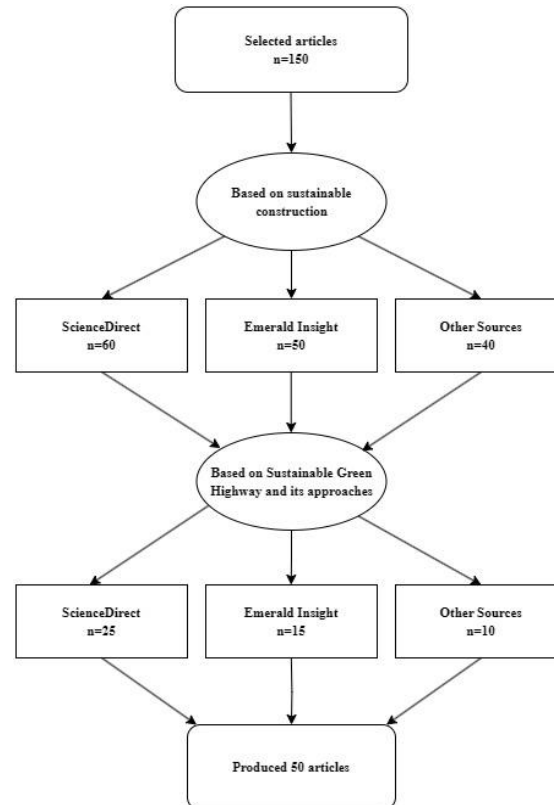 Selected articles
n=150
Based on sustainable
construction
ScienceDirect
n=60
Emerald Insight
n=50
Other Sources
n=40
Based on Sustainable Green
Highway and its approaches
ScienceDirect
n=25
Emerald Insight
n=15
Other Sources
n=10
Produced 50 articles